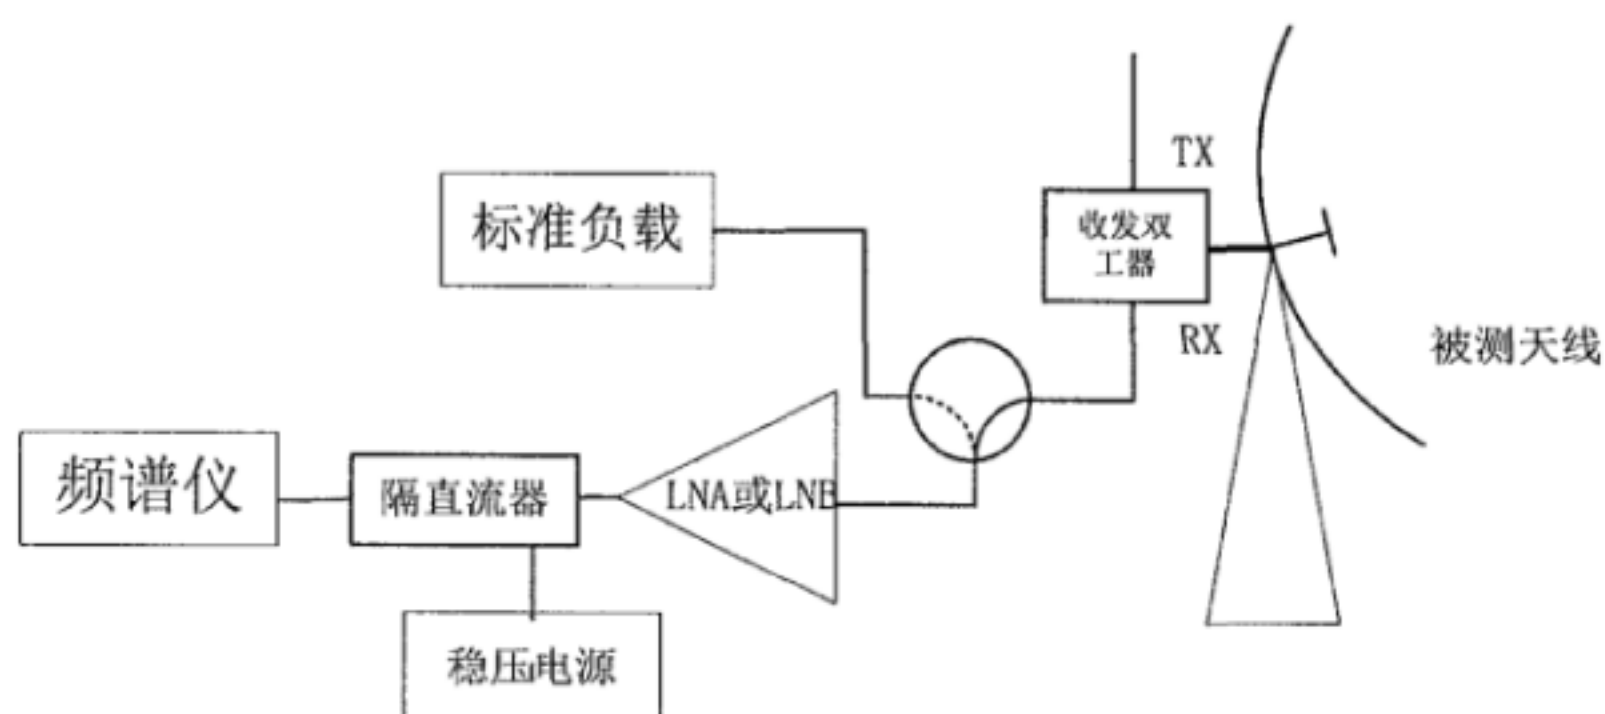 TX
标准负载
收发双
工器
RX
被测天线
频谱仪
隔直流器
LNA或LNB
稳压电源